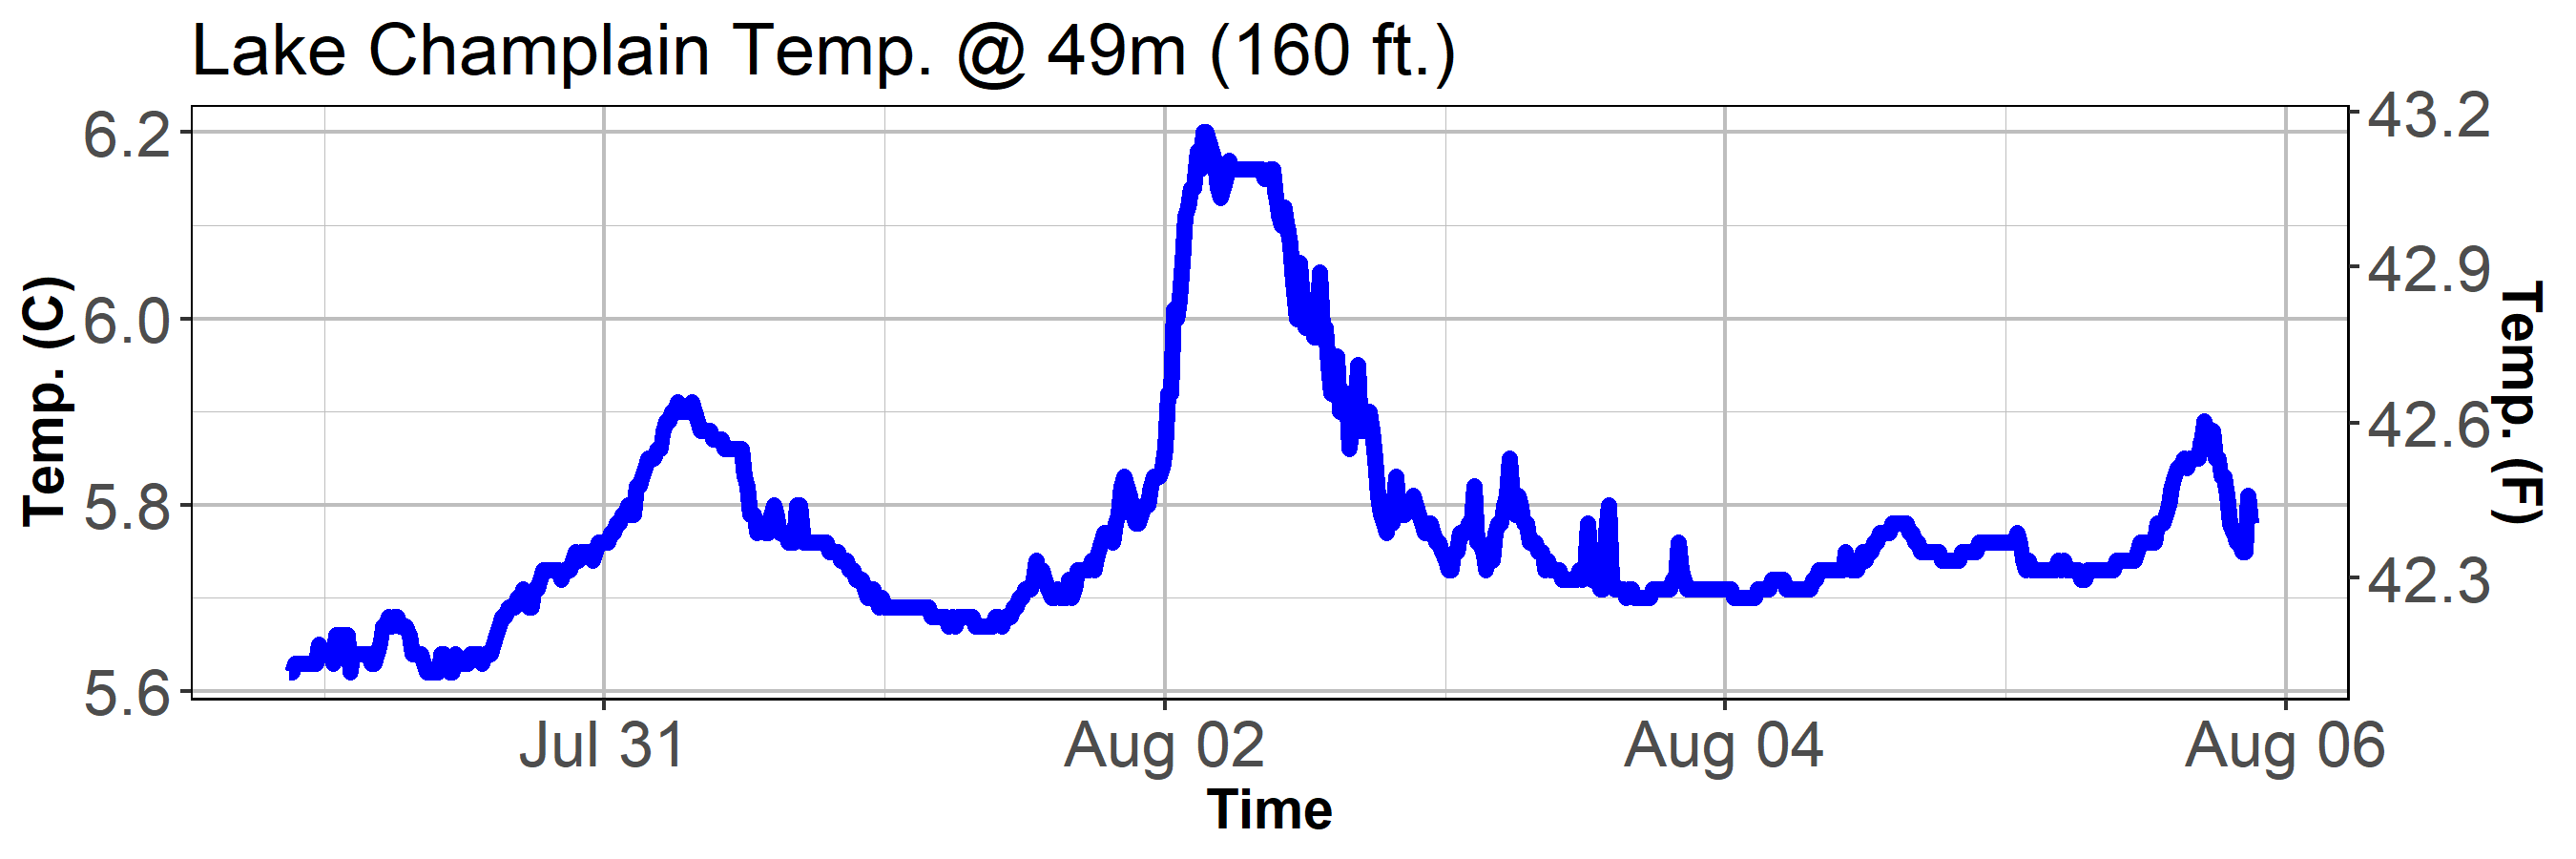 Lake Champlain Temp. @ 49m (160 ft.)
6.2
6.0
5.8
5.6
Temp. (C)
43.2
42.9
42.6
42.3
Temp. (F)
Jul 31 Aug 02 Aug 04 Aug 06
Time